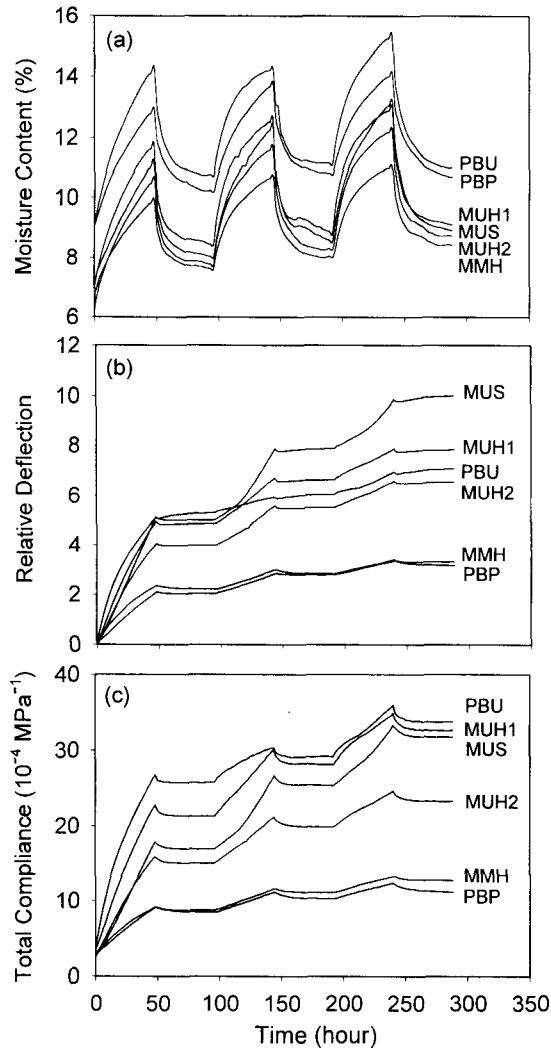 (a)
Moisture Content (%)
16
14
12
10
8
6
PBU
PBP
MUH1
MUS
MUH2
MMH
(b)
Relative Deflection
12
10
8
6
4
2
0
MUS
MUH1
PBU
MUH2
MMH
PBP
(c)
Total Compliance (10⁻⁴ MPa⁻¹)
40
30
20
10
0
PBU
MUH1
MUS
MUH2
MMH
PBP
0 50 100 150 200 250 300 350
Time (hour)